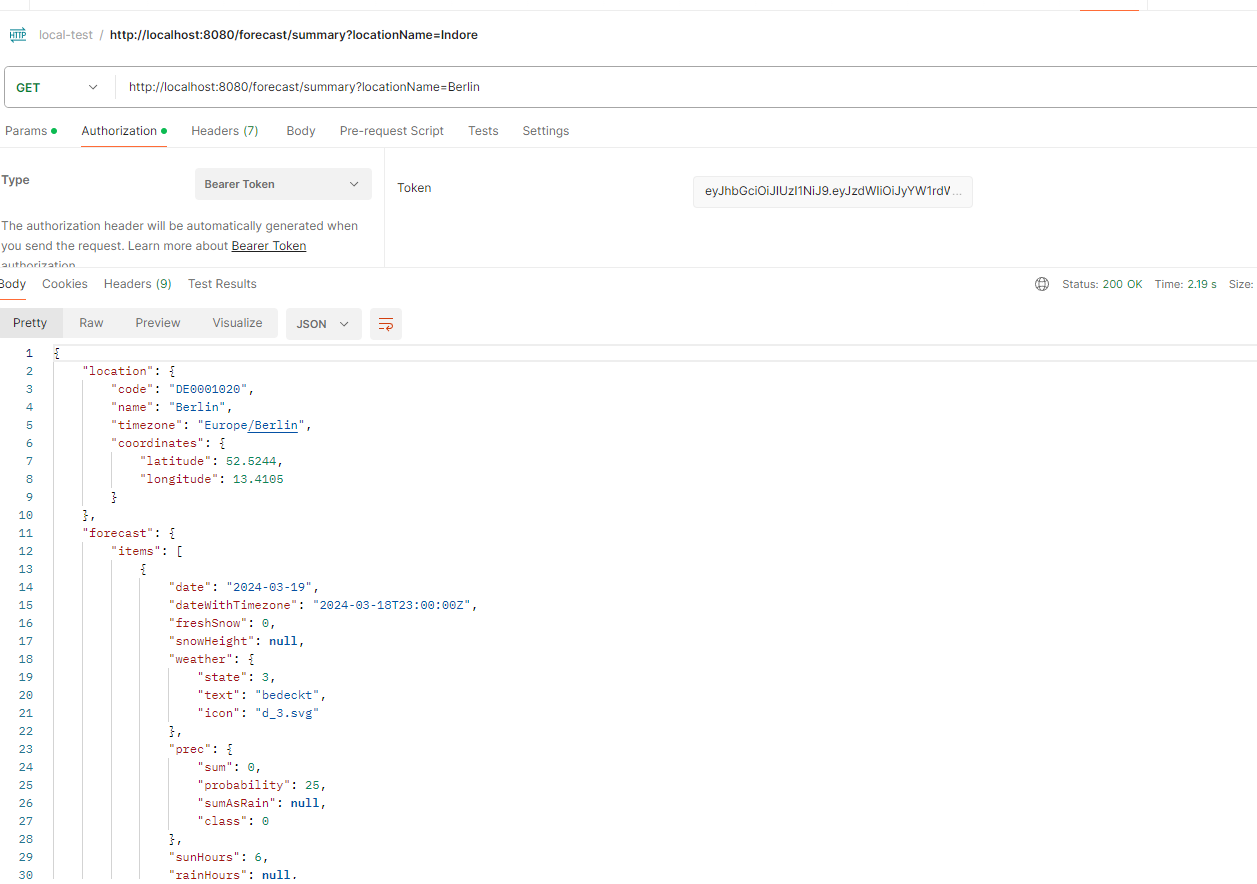 HTTP local-test / http://localhost:8080/forecast/summary?locationName=Indore
GET http://localhost:8080/forecast/summary?locationName=Berlin
Params Authorization Headers (7) Body Pre-request Script Tests Settings
Type Bearer Token Token eyJhbGciOiJIUzI1NiJ9.eyJzdWIiOiJyYW1rdW...
The authorization header will be automatically generated when
you send the request. Learn more about Bearer Token
authorization.
Body Cookies Headers (9) Test Results Status: 200 OK Time: 2.19 s Size:
Pretty Raw Preview Visualize JSON
1 {
2 "location": {
3 "code": "DE0001020",
4 "name": "Berlin",
5 "timezone": "Europe/Berlin",
6 "coordinates": {
7 "latitude": 52.5244,
8 "longitude": 13.4105
9 }
10 },
11 "forecast": {
12 "items": [
13 {
14 "date": "2024-03-19",
15 "dateWithTimezone": "2024-03-18T23:00:00Z",
16 "freshSnow": 0,
17 "snowHeight": null,
18 "weather": {
19 "state": 3,
20 "text": "bedeckt",
21 "icon": "d_3.svg"
22 },
23 "prec": {
24 "sum": 0,
25 "probability": 25,
26 "sumAsRain": null,
27 "class": 0
28 },
29 "sunHours": 6,
30 "rainHours": null,